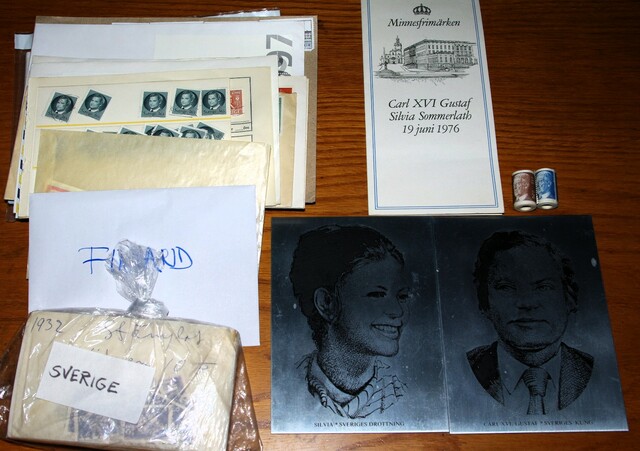 97
Minnesfrimärken
Carl XVI Gustaf
Silvia Sommerlath
19 juni 1976
1932
SVERIGE
SILVIA * SVERIGES DROTTNING
CARL XVI GUSTAF * SVERIGES KUNG